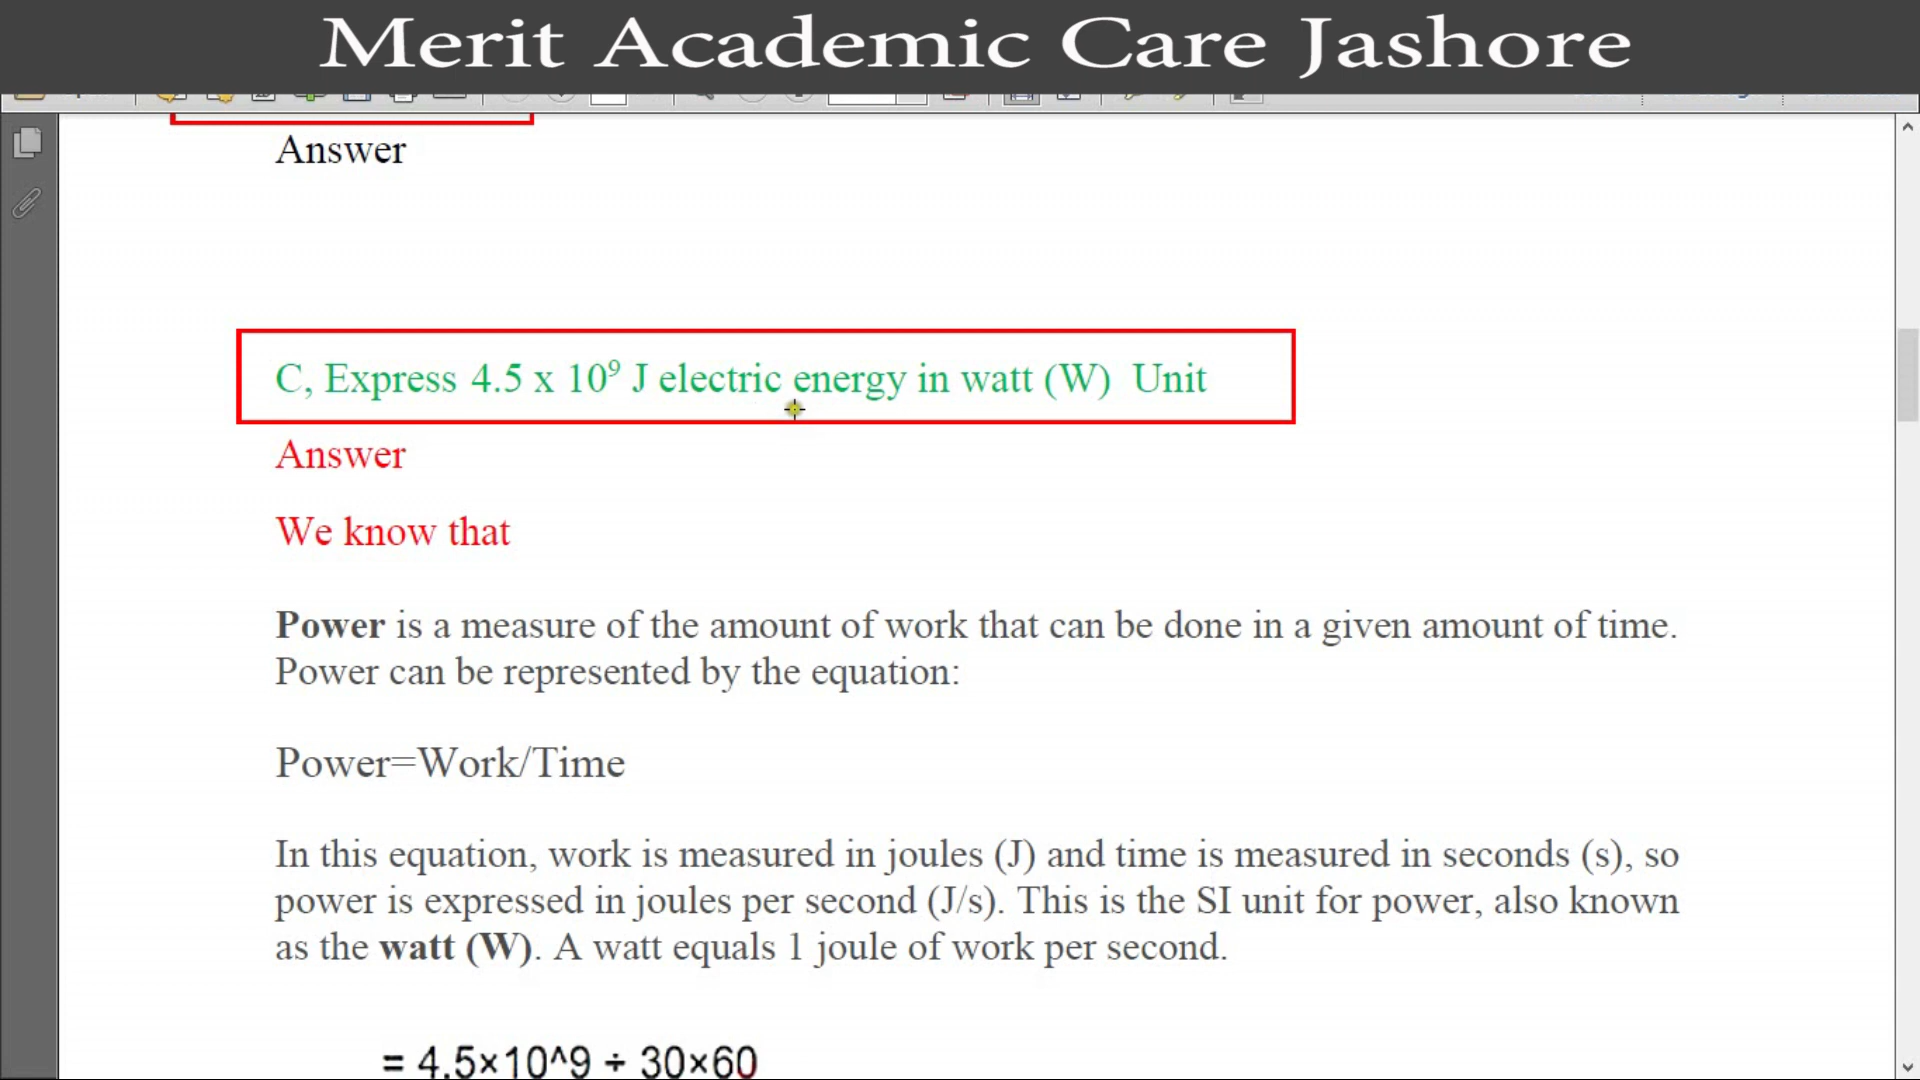 Merit Academic Care Jashore
Answer
C, Express 4.5 x 10⁹ J electric energy in watt (W)  Unit
Answer
We know that
Power is a measure of the amount of work that can be done in a given amount of time.
Power can be represented by the equation:
Power=Work/Time
In this equation, work is measured in joules (J) and time is measured in seconds (s), so
power is expressed in joules per second (J/s). This is the SI unit for power, also known
as the watt (W). A watt equals 1 joule of work per second.
= 4.5×10^9 ÷ 30×60